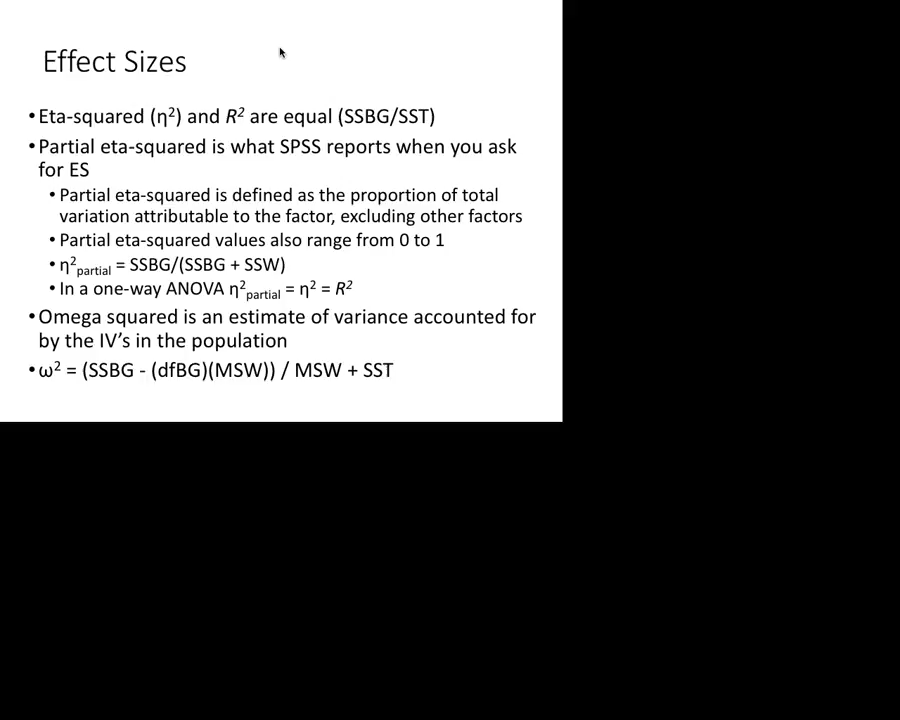 Effect Sizes
•Eta-squared (η²) and R² are equal (SSBG/SST)
•Partial eta-squared is what SPSS reports when you ask
for ES
•Partial eta-squared is defined as the proportion of total
variation attributable to the factor, excluding other factors
•Partial eta-squared values also range from 0 to 1
•η²partial = SSBG/(SSBG + SSW)
•In a one-way ANOVA η²partial = η² = R²
•Omega squared is an estimate of variance accounted for
by the IV's in the population
•ω² = (SSBG - (dfBG)(MSW)) / MSW + SST